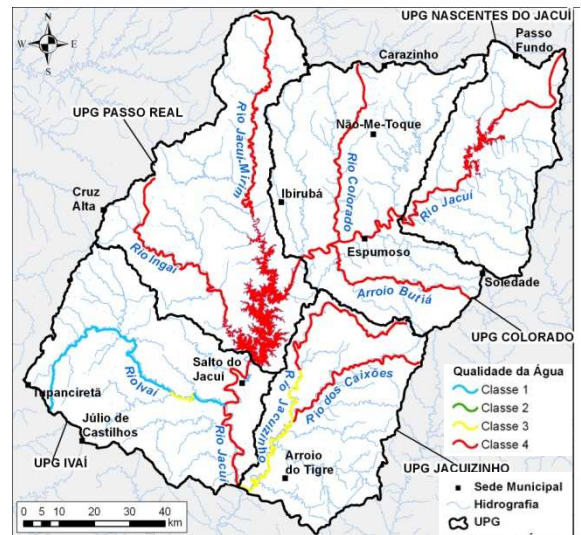 UPG NASCENTES DO JACUÍ
Passo
Fundo
Carazinho
N
W E
S
UPG PASSO REAL
Rio Jacuí-Mirim
Não-Me-Toque
Rio Colorado
Ibirubá
Cruz
Alta
Rio Jacuí
Espumoso
Rio Ingaí
Soledade
Arroio Butiá
UPG COLORADO
Salto do
Jacuí
Rio Ivaí
Tupanciretã
Júlio de
Castilhos
Rio Jacuí
Rio Jacuizinho
Rio dos Caixões
UPG IVAÍ
Arroio
do Tigre
UPG JACUIZINHO
Qualidade da Água
Classe 1
Classe 2
Classe 3
Classe 4
Sede Municipal
Hidrografia
UPG
0 5 10 20 30 40
km